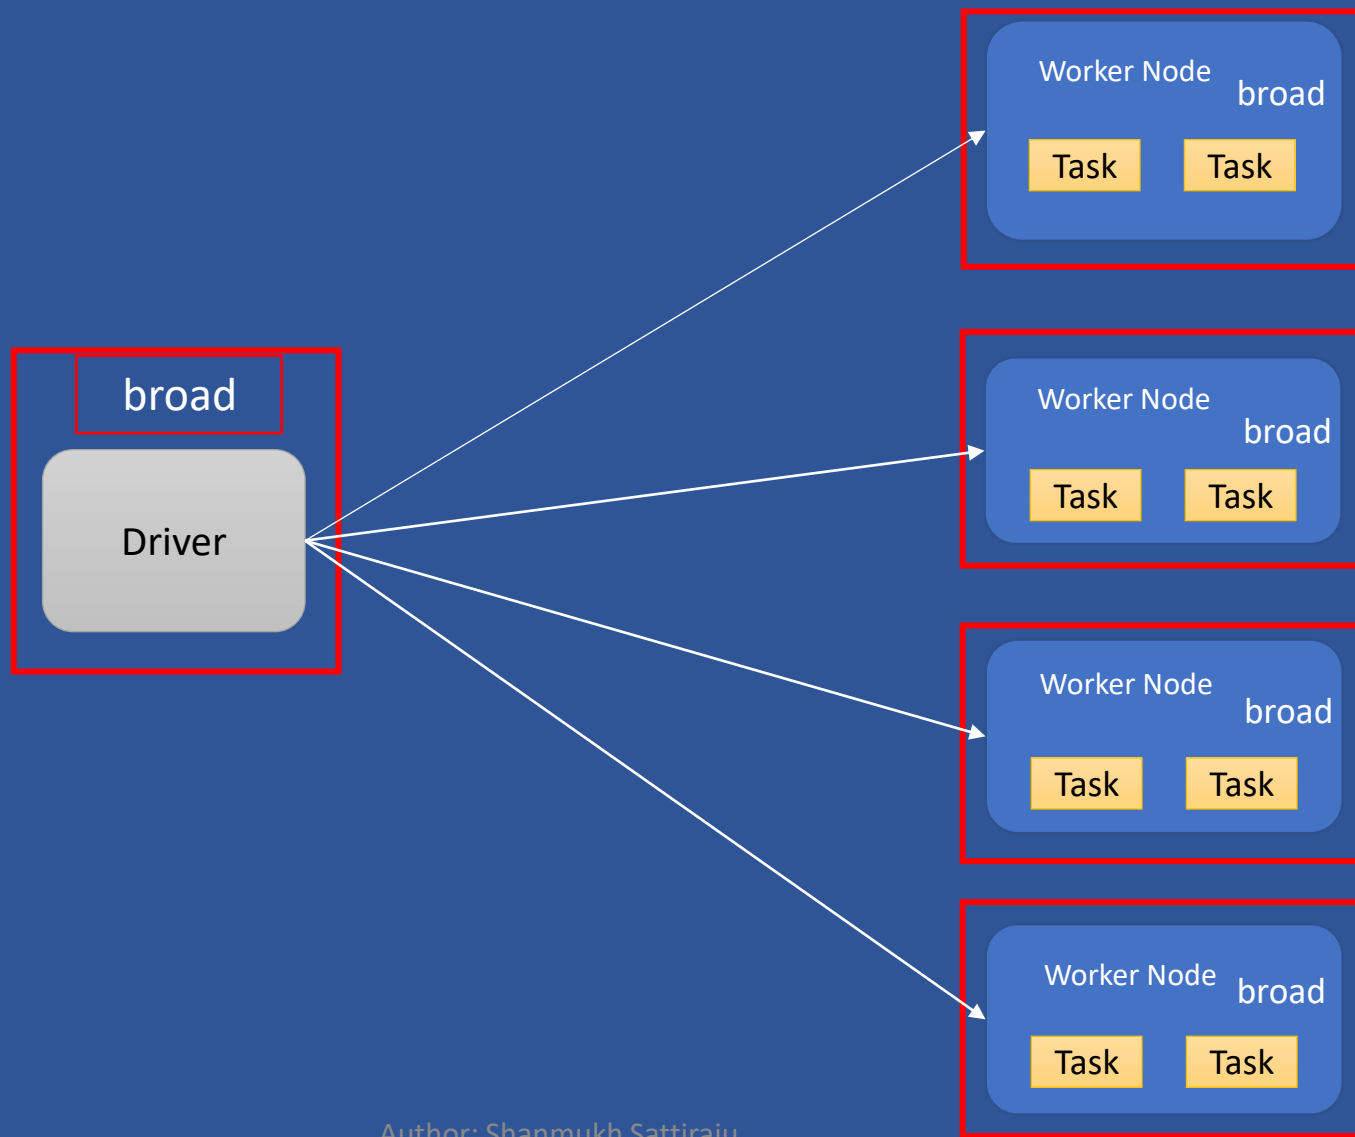 Worker Node
broad
Task Task
broad
Driver
Worker Node
broad
Task Task
Worker Node
broad
Task Task
Worker Node
broad
Task Task
Author: Shanmukh Sattiraju